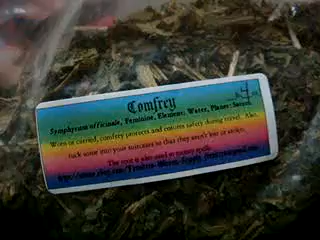 Comfrey
.4 oz
Symphytum officinale, Feminine, Element: Water, Planet: Saturn.
Worn or carried, comfrey protects and ensures safety during travel. Also,
tuck some into your suitcases so that they aren't lost or stolen.
The root is also used in money spells.